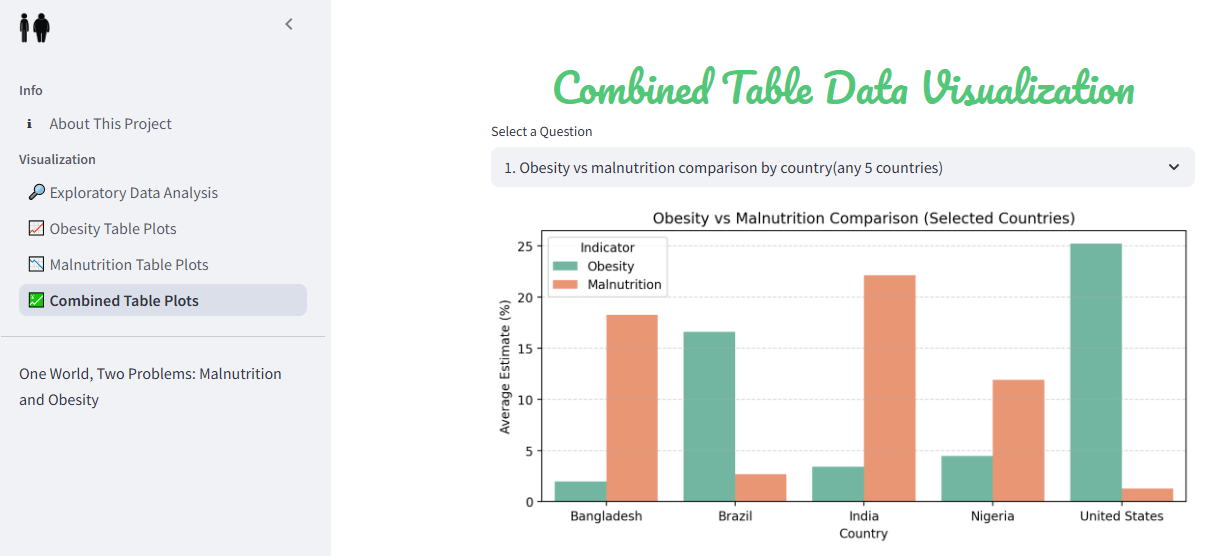 Info
ℹ About This Project
Visualization
Exploratory Data Analysis
Obesity Table Plots
Malnutrition Table Plots
Combined Table Plots
One World, Two Problems: Malnutrition
and Obesity
Combined Table Data Visualization
Select a Question
1. Obesity vs malnutrition comparison by country(any 5 countries)
Obesity vs Malnutrition Comparison (Selected Countries)
Indicator
Obesity
Malnutrition
Average Estimate (%)
25
20
15
10
5
0
Bangladesh Brazil India Nigeria United States
Country